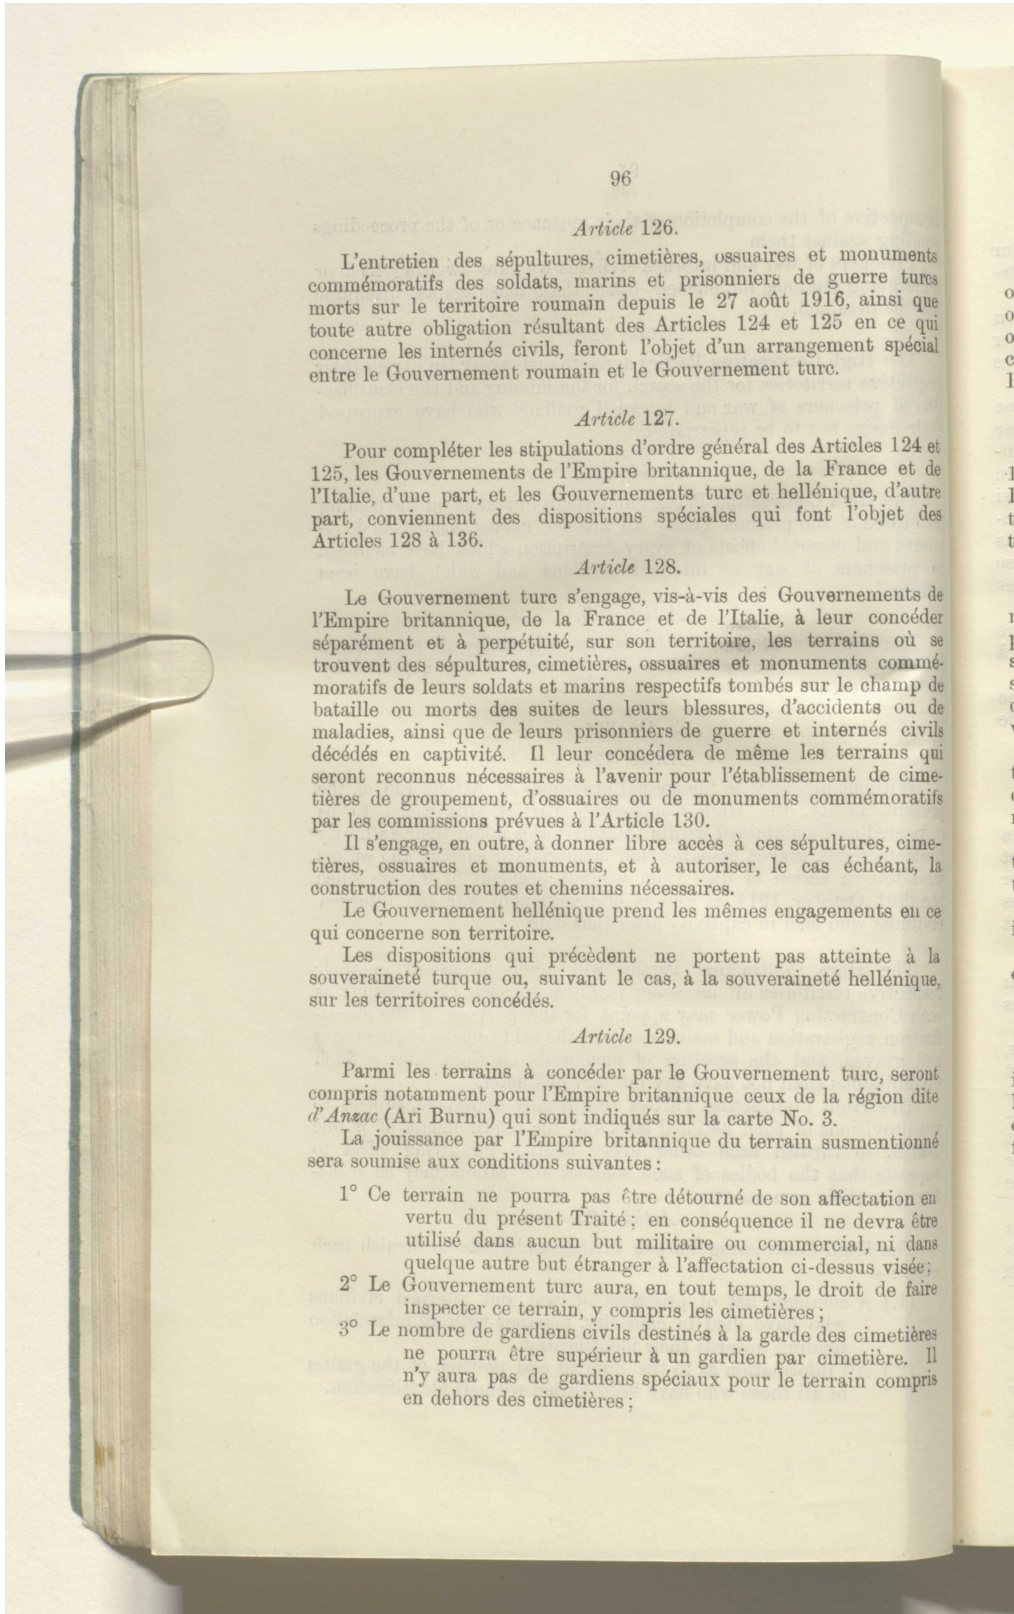 96
Article 126.
L'entretien des sépultures, cimetières, ossuaires et monuments
commémoratifs des soldats, marins et prisonniers de guerre turcs
morts sur le territoire roumain depuis le 27 août 1916, ainsi que
toute autre obligation résultant des Articles 124 et 125 en ce qui
concerne les internés civils, feront l'objet d'un arrangement spécial
entre le Gouvernement roumain et le Gouvernement turc.
Article 127.
Pour compléter les stipulations d'ordre général des Articles 124 et
125, les Gouvernements de l'Empire britannique, de la France et de
l'Italie, d'une part, et les Gouvernements turc et hellénique, d'autre
part, conviennent des dispositions spéciales qui font l'objet des
Articles 128 à 136.
Article 128.
Le Gouvernement turc s'engage, vis-à-vis des Gouvernements de
l'Empire britannique, de la France et de l'Italie, à leur concéder
séparément et à perpétuité, sur son territoire, les terrains où se
trouvent des sépultures, cimetières, ossuaires et monuments commé-
moratifs de leurs soldats et marins respectifs tombés sur le champ de
bataille ou morts des suites de leurs blessures, d'accidents ou de
maladies, ainsi que de leurs prisonniers de guerre et internés civils
décédés en captivité. Il leur concédera de même les terrains qui
seront reconnus nécessaires à l'avenir pour l'établissement de cime-
tières de groupement, d'ossuaires ou de monuments commémoratifs
par les commissions prévues à l'Article 130.
Il s'engage, en outre, à donner libre accès à ces sépultures, cime-
tières, ossuaires et monuments, et à autoriser, le cas échéant, la
construction des routes et chemins nécessaires.
Le Gouvernement hellénique prend les mêmes engagements en ce
qui concerne son territoire.
Les dispositions qui précèdent ne portent pas atteinte à la
souveraineté turque ou, suivant le cas, à la souveraineté hellénique,
sur les territoires concédés.
Article 129.
Parmi les terrains à concéder par le Gouvernement turc, seront
compris notamment pour l'Empire britannique ceux de la région dite
d'Anzac (Ari Burnu) qui sont indiqués sur la carte No. 3.
La jouissance par l'Empire britannique du terrain susmentionné
sera soumise aux conditions suivantes :
1° Ce terrain ne pourra pas être détourné de son affectation en
vertu du présent Traité ; en conséquence il ne devra être
utilisé dans aucun but militaire ou commercial, ni dans
quelque autre but étranger à l'affectation ci-dessus visée ;
2° Le Gouvernement turc aura, en tout temps, le droit de faire
inspecter ce terrain, y compris les cimetières ;
3° Le nombre de gardiens civils destinés à la garde des cimetières
ne pourra être supérieur à un gardien par cimetière. Il
n'y aura pas de gardiens spéciaux pour le terrain compris
en dehors des cimetières ;